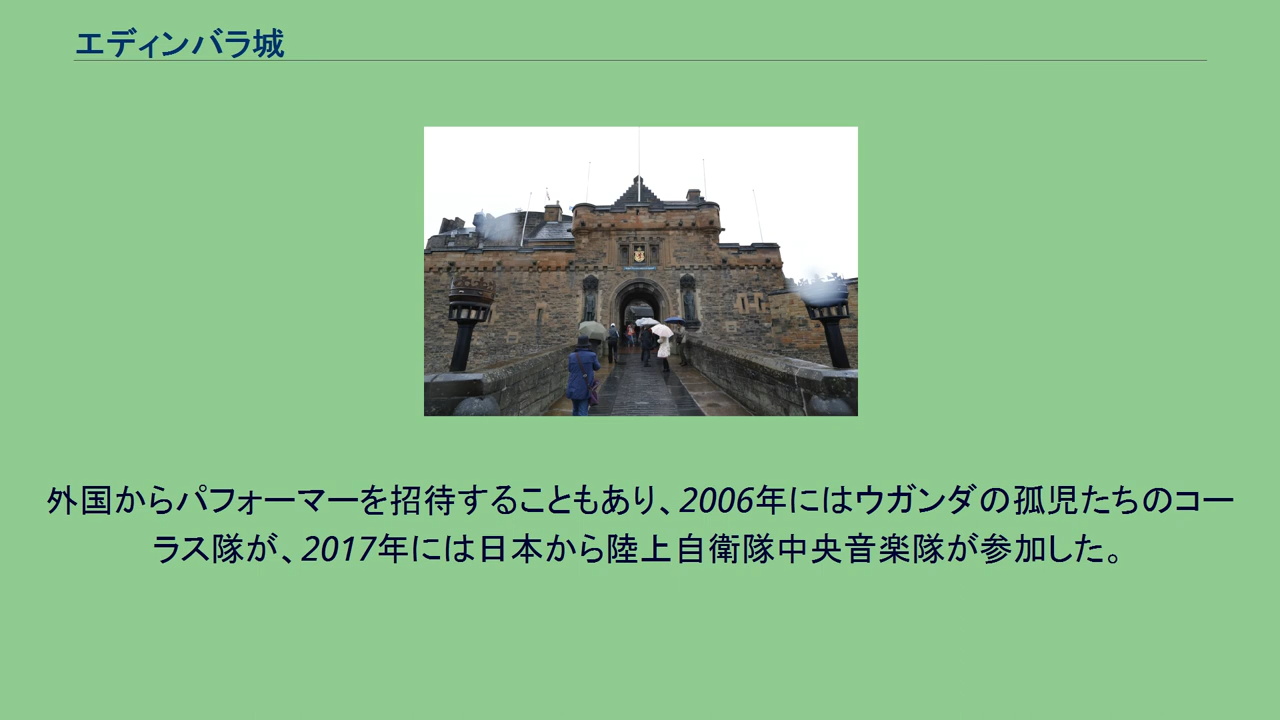 エディンバラ城
外国からパフォーマーを招待することもあり、2006年にはウガンダの孤児たちのコー
ラス隊が、2017年には日本から陸上自衛隊中央音楽隊が参加した。